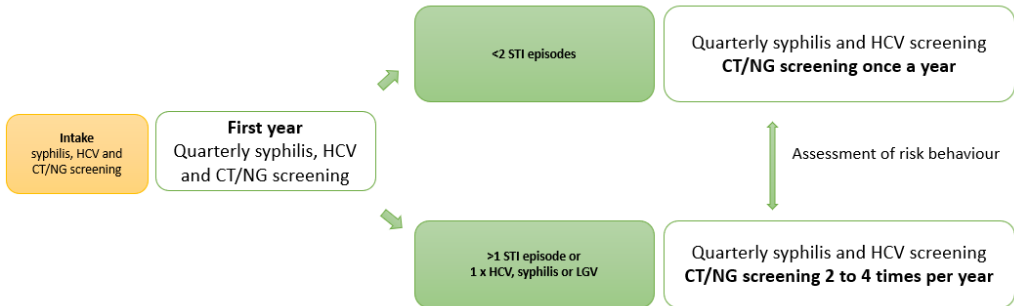 Intake
syphilis, HCV and
CT/NG screening
First year
Quarterly syphilis, HCV
and CT/NG screening
<2 STI episodes
Quarterly syphilis and HCV screening
CT/NG screening once a year
Assessment of risk behaviour
>1 STI episode or
1 x HCV, syphilis or LGV
Quarterly syphilis and HCV screening
CT/NG screening 2 to 4 times per year